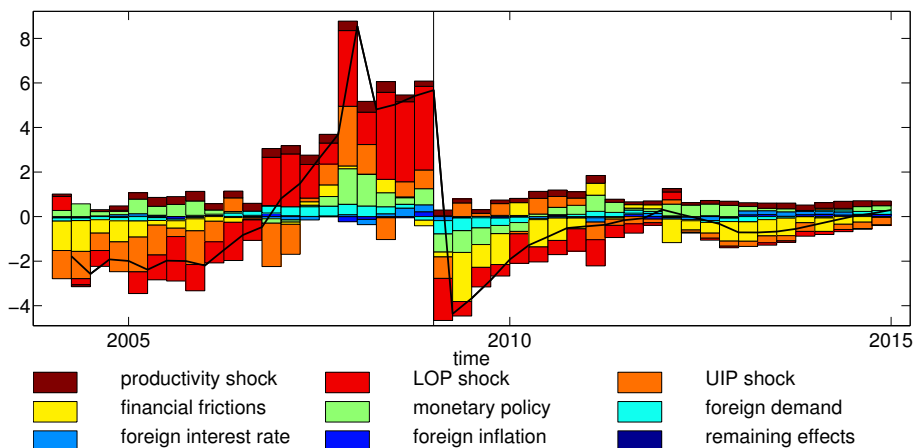 8
6
4
2
0
−2
−4
2005 2010 2015
time
productivity shock LOP shock UIP shock
financial frictions monetary policy foreign demand
foreign interest rate foreign inflation remaining effects